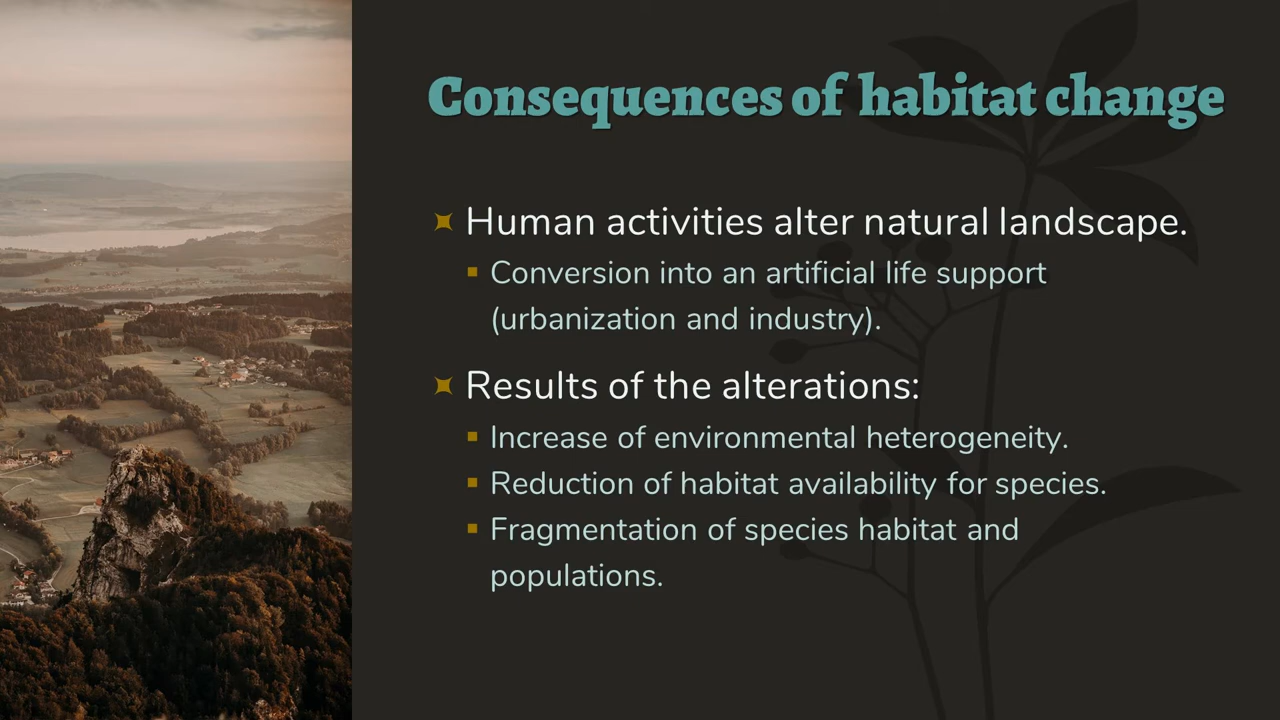 Consequences of habitat change
Human activities alter natural landscape.
Conversion into an artificial life support
(urbanization and industry).
Results of the alterations:
Increase of environmental heterogeneity.
Reduction of habitat availability for species.
Fragmentation of species habitat and
populations.